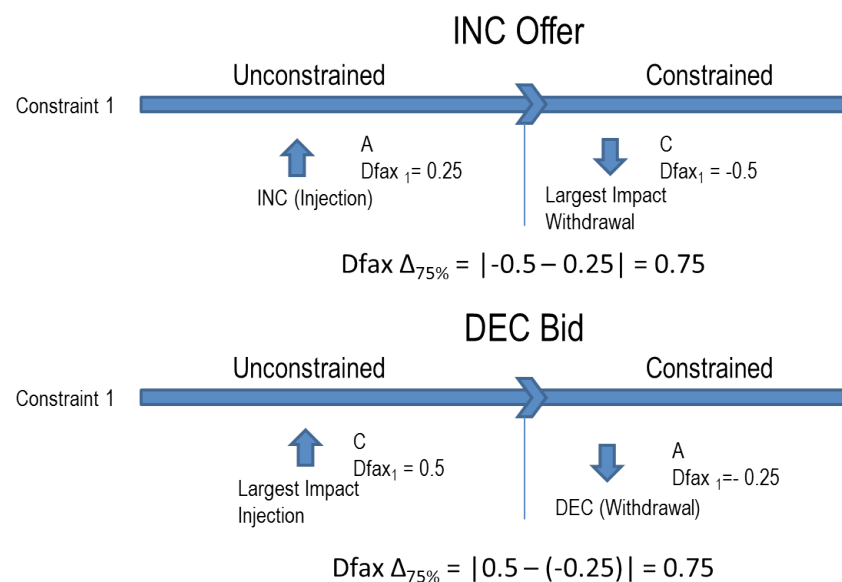 INC Offer
Unconstrained Constrained
Constraint 1
A
Dfax 1= 0.25
INC (Injection)
C
Dfax1 = -0.5
Largest Impact
Withdrawal
Dfax Δ75% = |-0.5 – 0.25| = 0.75
DEC Bid
Unconstrained Constrained
Constraint 1
C
Dfax1 = 0.5
Largest Impact
Injection
A
Dfax 1=- 0.25
DEC (Withdrawal)
Dfax Δ75% = |0.5 – (-0.25)| = 0.75